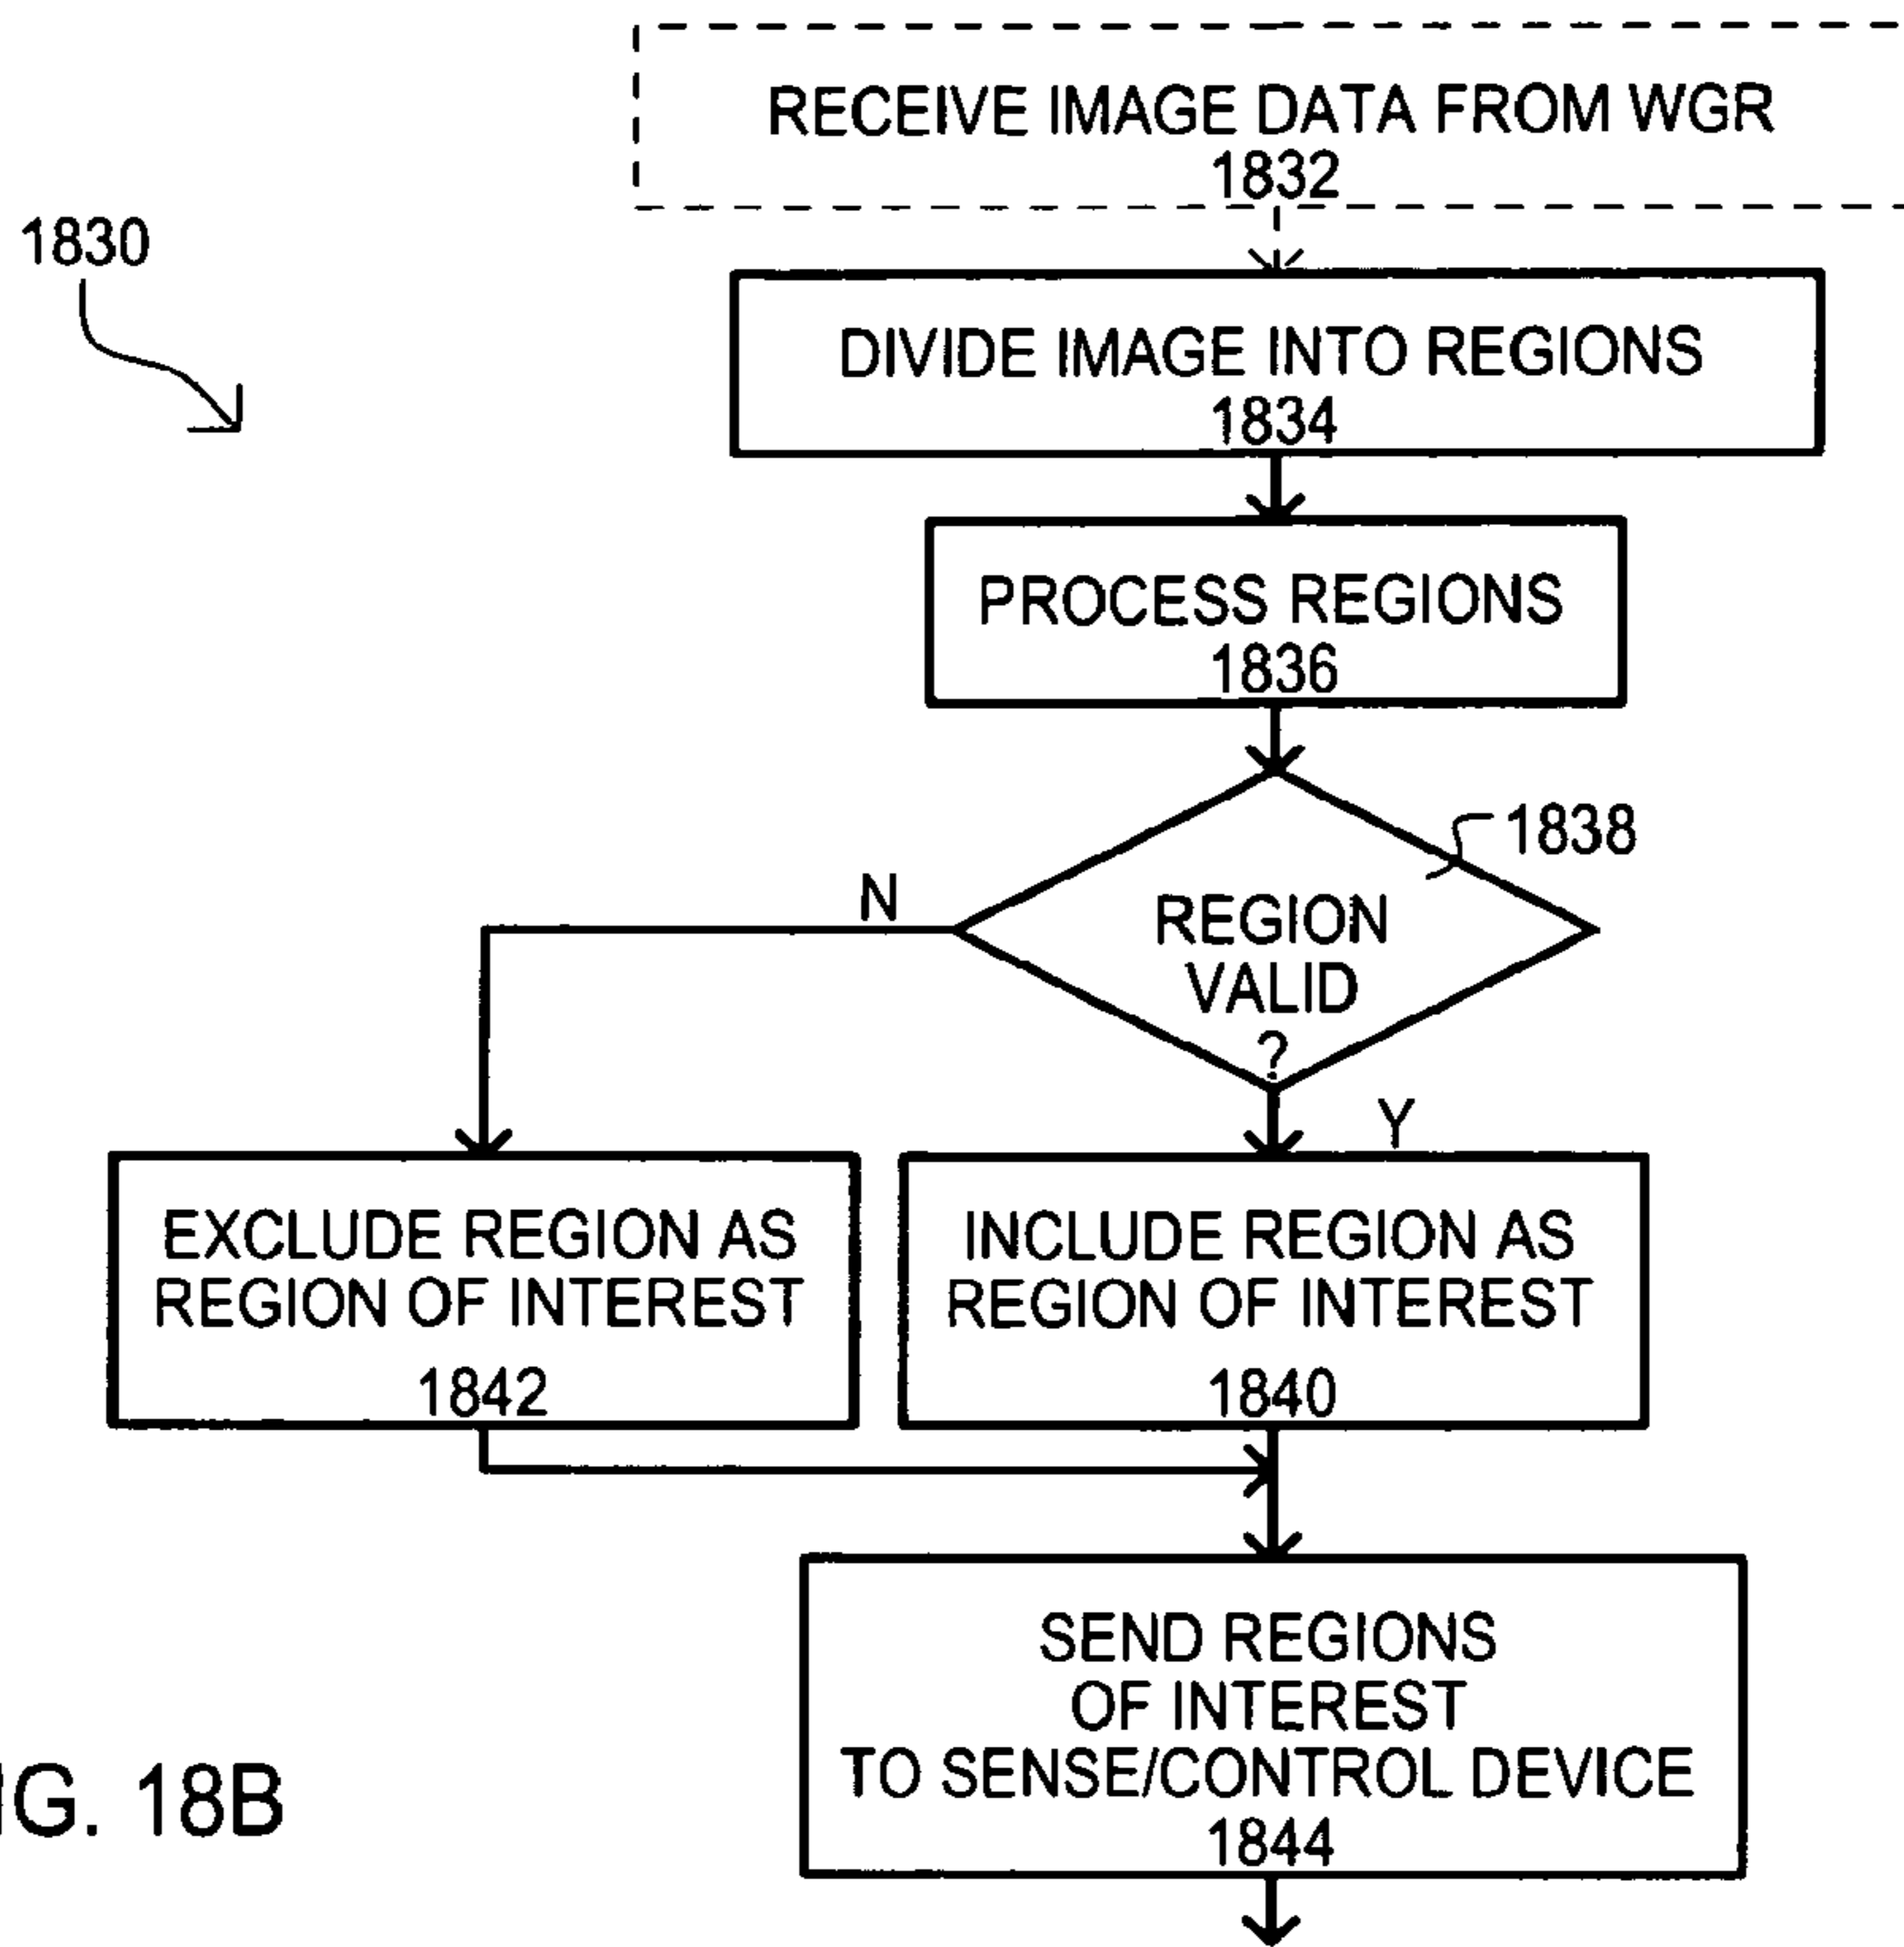 RECEIVE IMAGE DATA FROM WGR
1832
1830
DIVIDE IMAGE INTO REGIONS
1834
PROCESS REGIONS
1836
1838
N
REGION
VALID
?
Y
EXCLUDE REGION AS
REGION OF INTEREST
1842
INCLUDE REGION AS
REGION OF INTEREST
1840
SEND REGIONS
OF INTEREST
TO SENSE/CONTROL DEVICE
1844
IG. 18B